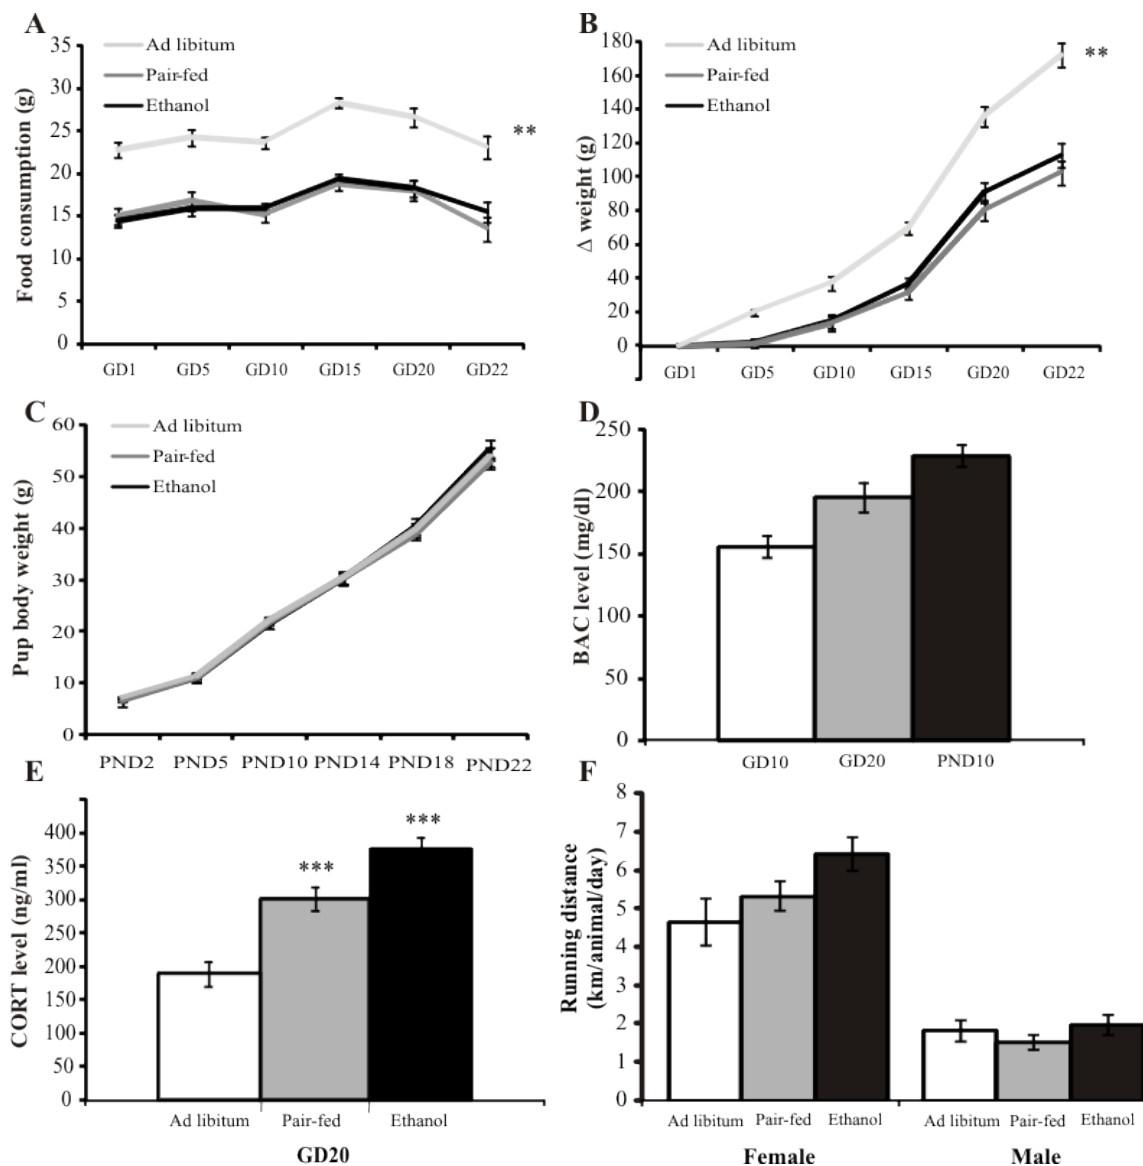 A
Food consumption (g)
35
30
25
20
15
10
5
0
Ad libitum
Pair-fed
Ethanol
**
GD1 GD5 GD10 GD15 GD20 GD22
B
Δ weight (g)
180
160
140
120
100
80
60
40
20
0
Ad libitum
Pair-fed
Ethanol
**
GD1 GD5 GD10 GD15 GD20 GD22
C
Pup body weight (g)
60
50
40
30
20
10
0
Ad libitum
Pair-fed
Ethanol
PND2 PND5 PND10 PND14 PND18 PND22
D
BAC level (mg/dl)
250
200
150
100
50
0
GD10 GD20 PND10
E
CORT level (ng/ml)
400
350
300
250
200
150
100
50
0
***
***
Ad libitum Pair-fed Ethanol
GD20
F
Running distance
(km/animal/day)
8
7
6
5
4
3
2
1
0
Ad libitum Pair-fed Ethanol Ad libitum Pair-fed Ethanol
Female Male